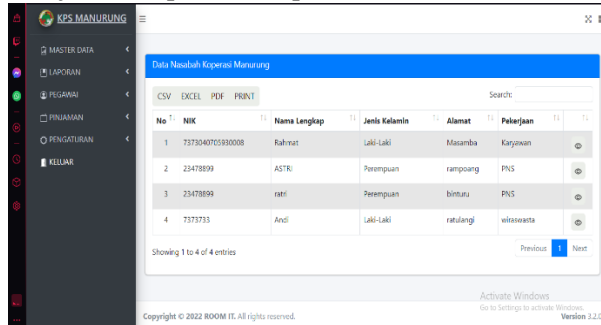 KPS MANURUNG
MASTER DATA
LAPORAN
PEGAWAI
PINJAMAN
PENGATURAN
KELUAR
Data Nasabah Koperasi Manurung
CSV EXCEL PDF PRINT
Search:
No NIK Nama Lengkap Jenis Kelamin Alamat Pekerjaan
1 7373040705930008 Rahmat Laki-Laki Masamba Karyawan
2 23478899 ASTRI Perempuan rampoang PNS
3 23478899 ratri Perempuan binturu PNS
4 7373733 Andi Laki-Laki ratulangi wiraswasta
Showing 1 to 4 of 4 entries
Previous 1 Next
Activate Windows
Go to Settings to activate Windows.
Copyright © 2022 ROOM IT. All rights reserved.
Version 3.2.0